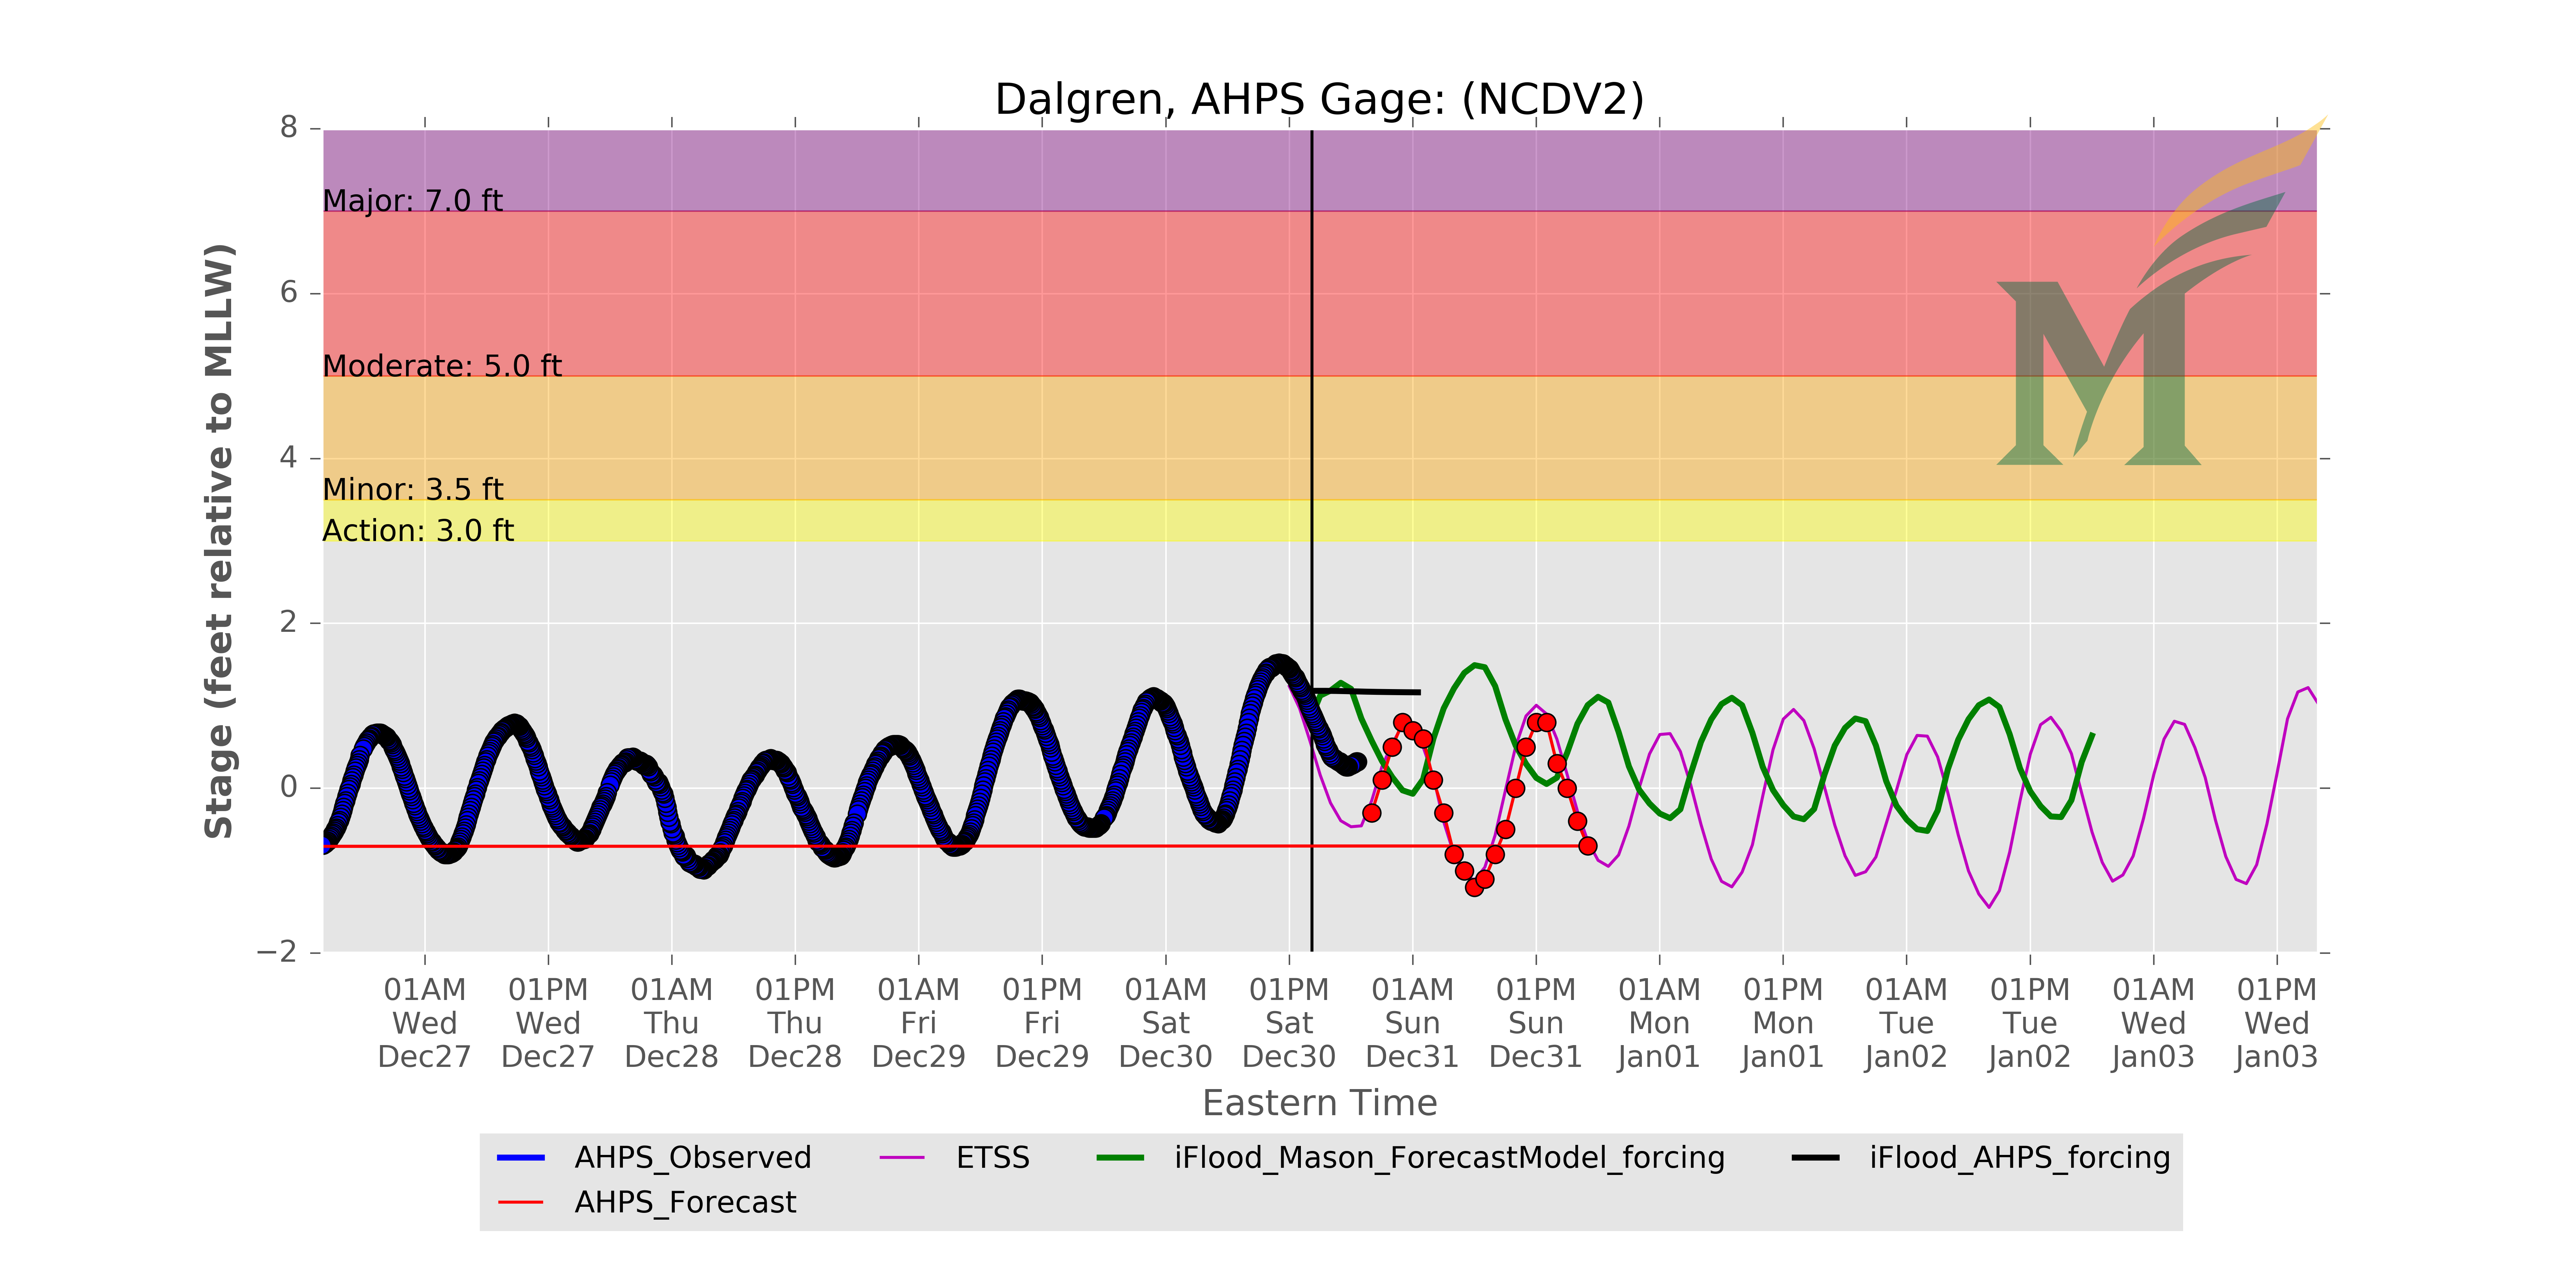 Dalgren, AHPS Gage: (NCDV2)
Stage (feet relative to MLLW)
8
6
4
2
0
−2
Major: 7.0 ft
Moderate: 5.0 ft
Minor: 3.5 ft
Action: 3.0 ft
M
01AM 01PM 01AM 01PM 01AM 01PM 01AM 01PM 01AM 01PM 01AM 01PM 01AM 01PM 01AM 01PM
Wed Wed Thu Thu Fri Fri Sat Sat Sun Sun Mon Mon Tue Tue Wed Wed
Dec27 Dec27 Dec28 Dec28 Dec29 Dec29 Dec30 Dec30 Dec31 Dec31 Jan01 Jan01 Jan02 Jan02 Jan03 Jan03
Eastern Time
AHPS_Observed ETSS iFlood_Mason_ForecastModel_forcing iFlood_AHPS_forcing
AHPS_Forecast